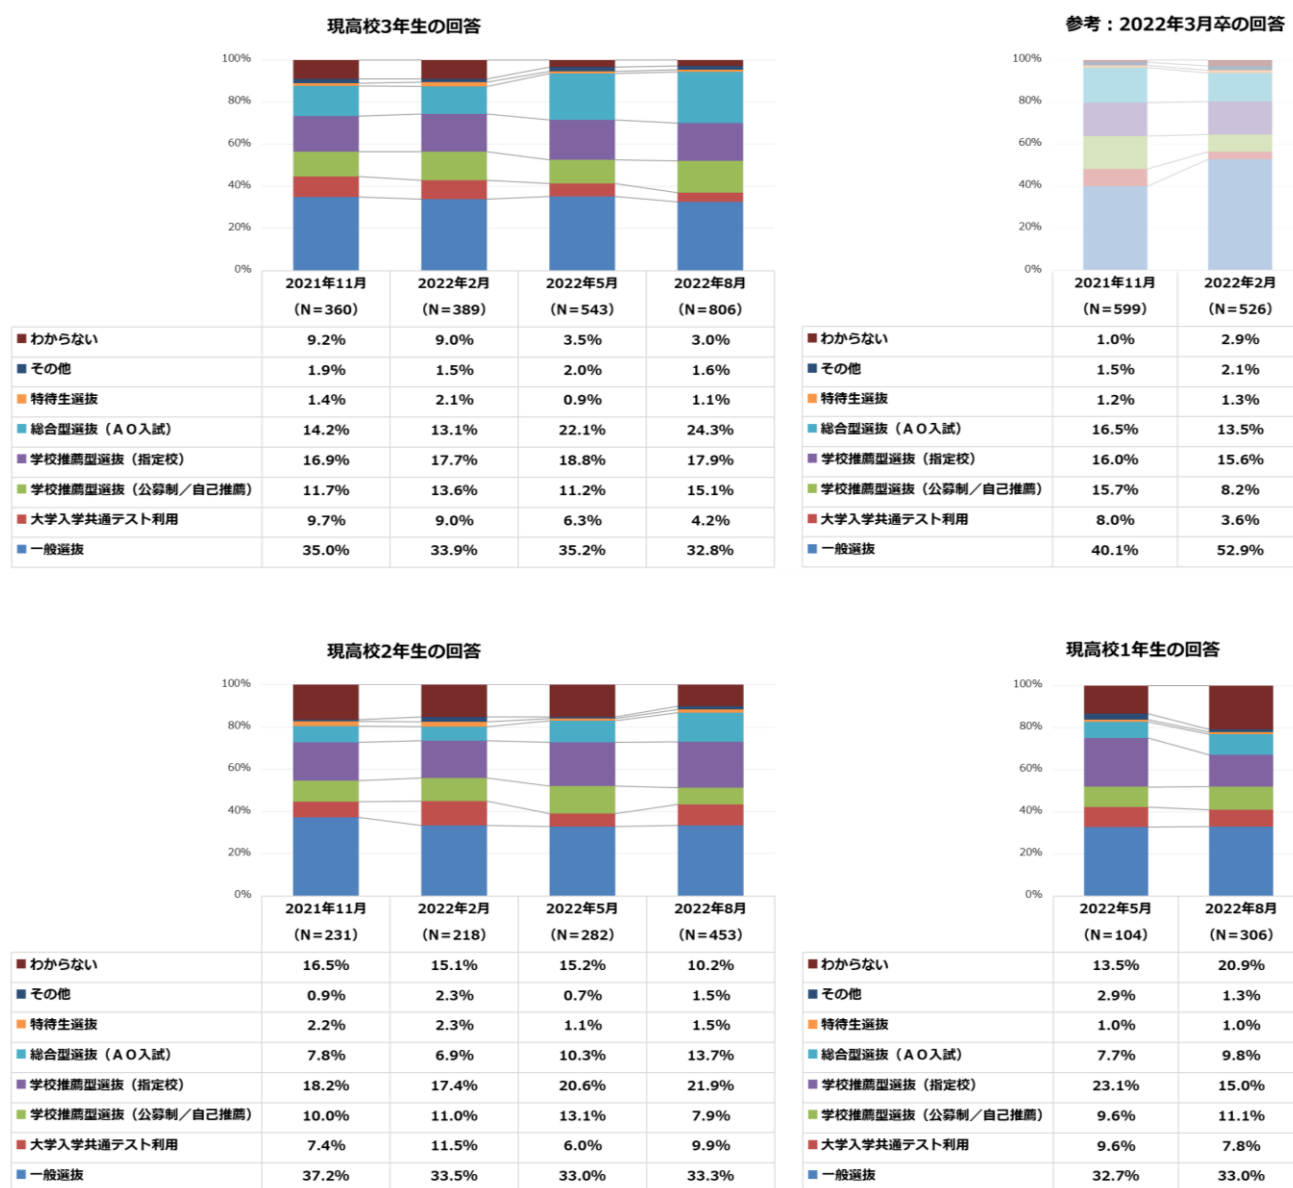 現高校3年生の回答
100%
80%
60%
40%
20%
0%
2021年11月 2022年2月 2022年5月 2022年8月
（N=360） （N=389） （N=543） （N=806）
わからない 9.2% 9.0% 3.5% 3.0%
その他 1.9% 1.5% 2.0% 1.6%
特待生選抜 1.4% 2.1% 0.9% 1.1%
総合型選抜（ＡＯ入試） 14.2% 13.1% 22.1% 24.3%
学校推薦型選抜（指定校） 16.9% 17.7% 18.8% 17.9%
学校推薦型選抜（公募制／自己推薦） 11.7% 13.6% 11.2% 15.1%
大学入学共通テスト利用 9.7% 9.0% 6.3% 4.2%
一般選抜 35.0% 33.9% 35.2% 32.8%
参考：2022年3月卒の回答
100%
80%
60%
40%
20%
0%
2021年11月 2022年2月
（N=599） （N=526）
わからない 1.0% 2.9%
その他 1.5% 2.1%
特待生選抜 1.2% 1.3%
総合型選抜（ＡＯ入試） 16.5% 13.5%
学校推薦型選抜（指定校） 16.0% 15.6%
学校推薦型選抜（公募制／自己推薦） 15.7% 8.2%
大学入学共通テスト利用 8.0% 3.6%
一般選抜 40.1% 52.9%
現高校2年生の回答
100%
80%
60%
40%
20%
0%
2021年11月 2022年2月 2022年5月 2022年8月
（N=231） （N=218） （N=282） （N=453）
わからない 16.5% 15.1% 15.2% 10.2%
その他 0.9% 2.3% 0.7% 1.5%
特待生選抜 2.2% 2.3% 1.1% 1.5%
総合型選抜（ＡＯ入試） 7.8% 6.9% 10.3% 13.7%
学校推薦型選抜（指定校） 18.2% 17.4% 20.6% 21.9%
学校推薦型選抜（公募制／自己推薦） 10.0% 11.0% 13.1% 7.9%
大学入学共通テスト利用 7.4% 11.5% 6.0% 9.9%
一般選抜 37.2% 33.5% 33.0% 33.3%
現高校1年生の回答
100%
80%
60%
40%
20%
0%
2022年5月 2022年8月
（N=104） （N=306）
わからない 13.5% 20.9%
その他 2.9% 1.3%
特待生選抜 1.0% 1.0%
総合型選抜（ＡＯ入試） 7.7% 9.8%
学校推薦型選抜（指定校） 23.1% 15.0%
学校推薦型選抜（公募制／自己推薦） 9.6% 11.1%
大学入学共通テスト利用 9.6% 7.8%
一般選抜 32.7% 33.0%